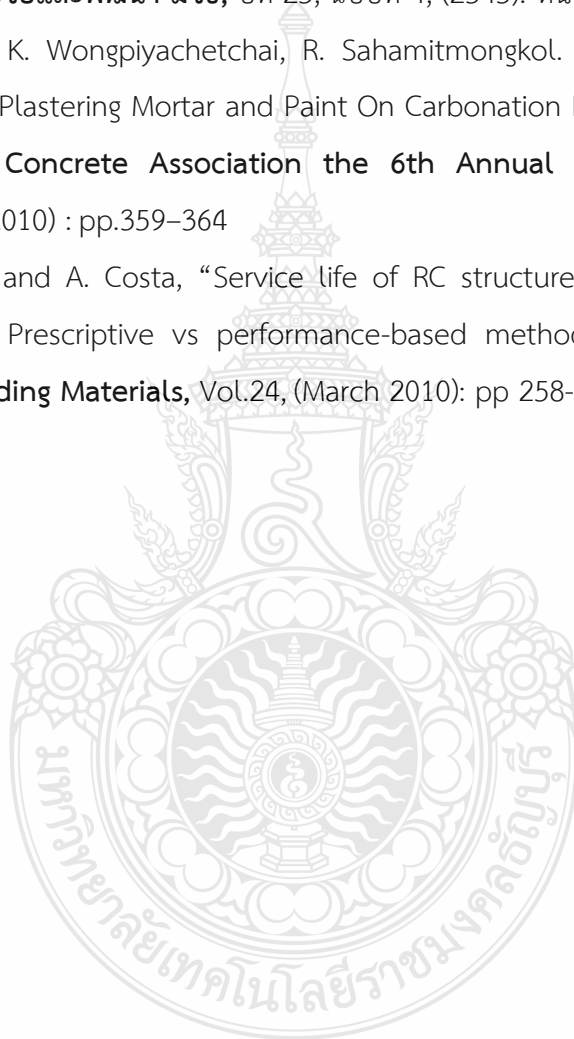 K. Wongpiyachetchai, R. Sahamitmongkol.
Plastering Mortar and Paint On Carbonation
Concrete Association the 6th Annual
010) : pp.359–364
and A. Costa, “Service life of RC structure
Prescriptive vs performance-based metho
ding Materials, Vol.24, (March 2010): pp 258-
มหาวิทยาลัยเทคโนโลยีราชมงคลธัญบุรี